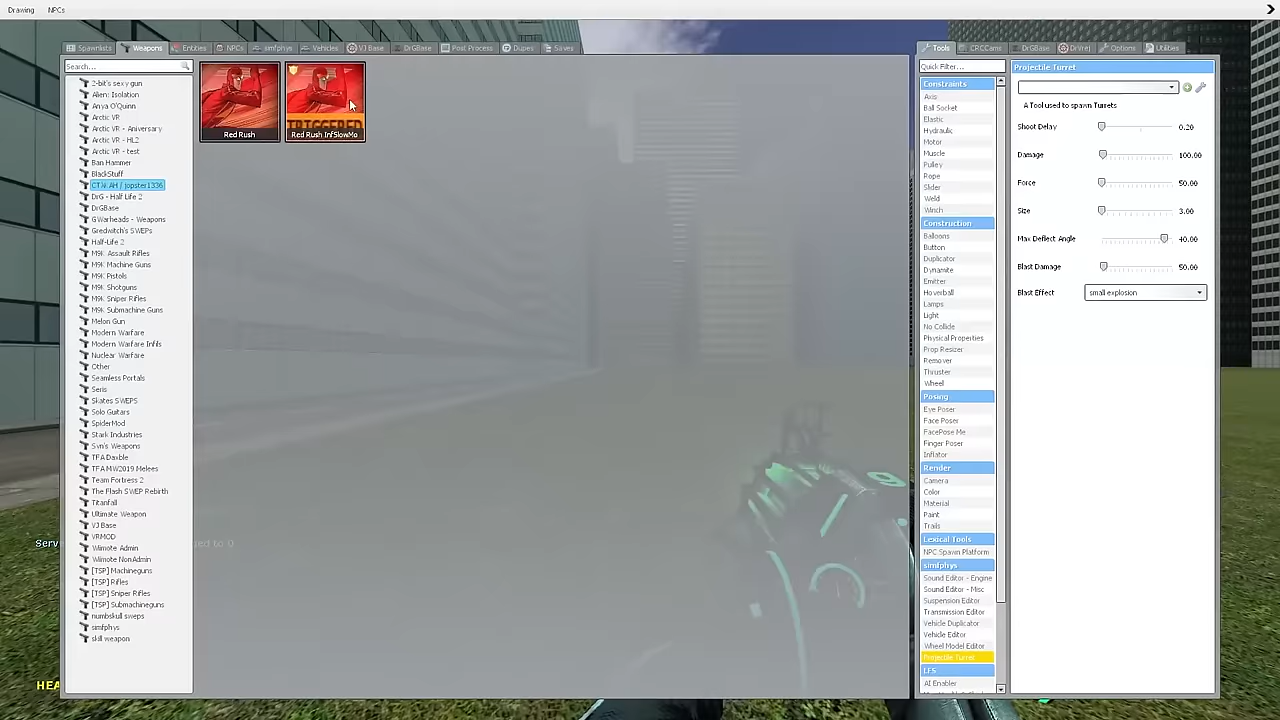 Drawing NPCs
Spawnlists Weapons Entities NPCs simfphys Vehicles VJ Base DrGBase Post Process Dupes Saves
Search...
2-bit's sexy gun
Alien: Isolation
Anya O'Quinn
Arctic VR
Arctic VR - Aniversary
Arctic VR - HL2
Arctic VR - test
Ban Hammer
BlackStuff
CTN AH / jopster1336
DrG - Half Life 2
DrGBase
GWarheads - Weapons
Gredwitch's SWEPs
Half-Life 2
M9K Assault Rifles
M9K Machine Guns
M9K Pistols
M9K Shotguns
M9K Sniper Rifles
M9K Submachine Guns
Melon Gun
Modern Warfare
Modern Warfare Infils
Nuclear Warfare
Other
Seamless Portals
Seris
Skates SWEPS
Solo Guitars
SpiderMod
Stark Industries
Syn's Weapons
TFA Daxble
TFA MW2019 Melees
Team Fortress 2
The Flash SWEP Rebirth
Titanfall
Ultimate Weapon
VJ Base
VRMOD
Wiimote Admin
Wiimote NonAdmin
[TSP] Machineguns
[TSP] Rifles
[TSP] Sniper Rifles
[TSP] Submachineguns
numbskull sweps
simfphys
skill weapon
Red Rush
TRIGGERED
Red Rush InfSlowMo
Serv
red to 0
HEA
Tools CRCCams DrGBase DrVrej Options Utilities
Quick Filter...
Constraints
Axis
Ball Socket
Elastic
Hydraulic
Motor
Muscle
Pulley
Rope
Slider
Weld
Winch
Construction
Balloons
Button
Duplicator
Dynamite
Emitter
Hoverball
Lamps
Light
No Collide
Physical Properties
Prop Resizer
Remover
Thruster
Wheel
Posing
Eye Poser
Face Poser
FacePose Me
Finger Poser
Inflator
Render
Camera
Color
Material
Paint
Trails
Lexical Tools
NPC Spawn Platform
simfphys
Sound Editor - Engine
Sound Editor - Misc
Suspension Editor
Transmission Editor
Vehicle Duplicator
Vehicle Editor
Wheel Model Editor
Projectile Turret
LFS
AI Enabler
Projectile Turret
A Tool used to spawn Turrets
Shoot Delay 0.20
Damage 100.00
Force 50.00
Size 3.00
Max Deflect Angle 40.00
Blast Damage 50.00
Blast Effect small explosion